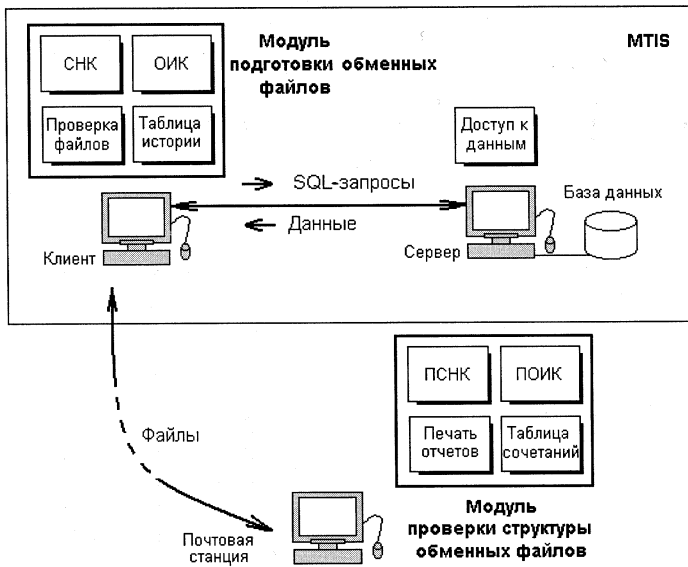 Модуль
подготовки обменных
файлов
MTIS
СНК
ОИК
Проверка
файлов
Таблица
истории
Доступ к
данным
SQL-запросы
Данные
База данных
Клиент
Сервер
ПСНК
ПОИК
Печать
отчетов
Таблица
сочетаний
Файлы
Модуль
проверки структуры
обменных файлов
Почтовая
станция